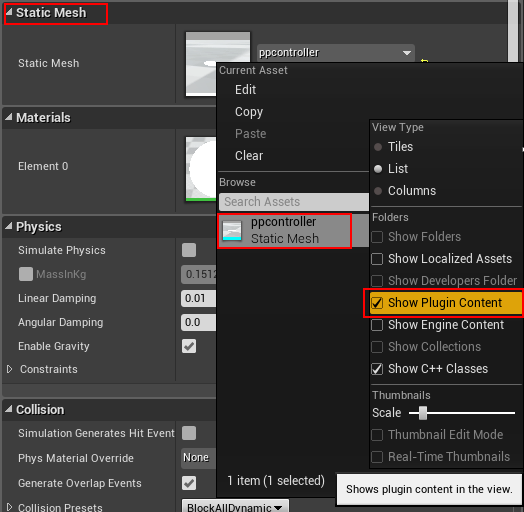 Static Mesh
Static Mesh
ppcontroller
Current Asset
Edit
Copy
Paste
Clear
Browse
Search Assets
ppcontroller
Static Mesh
1 item (1 selected)
View Type
Tiles
List
Columns
Folders
Show Folders
Show Localized Assets
Show Developers Folder
Show Plugin Content
Show Engine Content
Show Collections
Show C++ Classes
Thumbnails
Scale
Thumbnail Edit Mode
Real-Time Thumbnails
Shows plugin content in the view.
Materials
Element 0
Physics
Simulate Physics
MassInKg
0.1512
Linear Damping
0.01
Angular Damping
0.0
Enable Gravity
Constraints
Collision
Simulation Generates Hit Event
Phys Material Override
None
Generate Overlap Events
Collision Presets
BlockAllDynamic